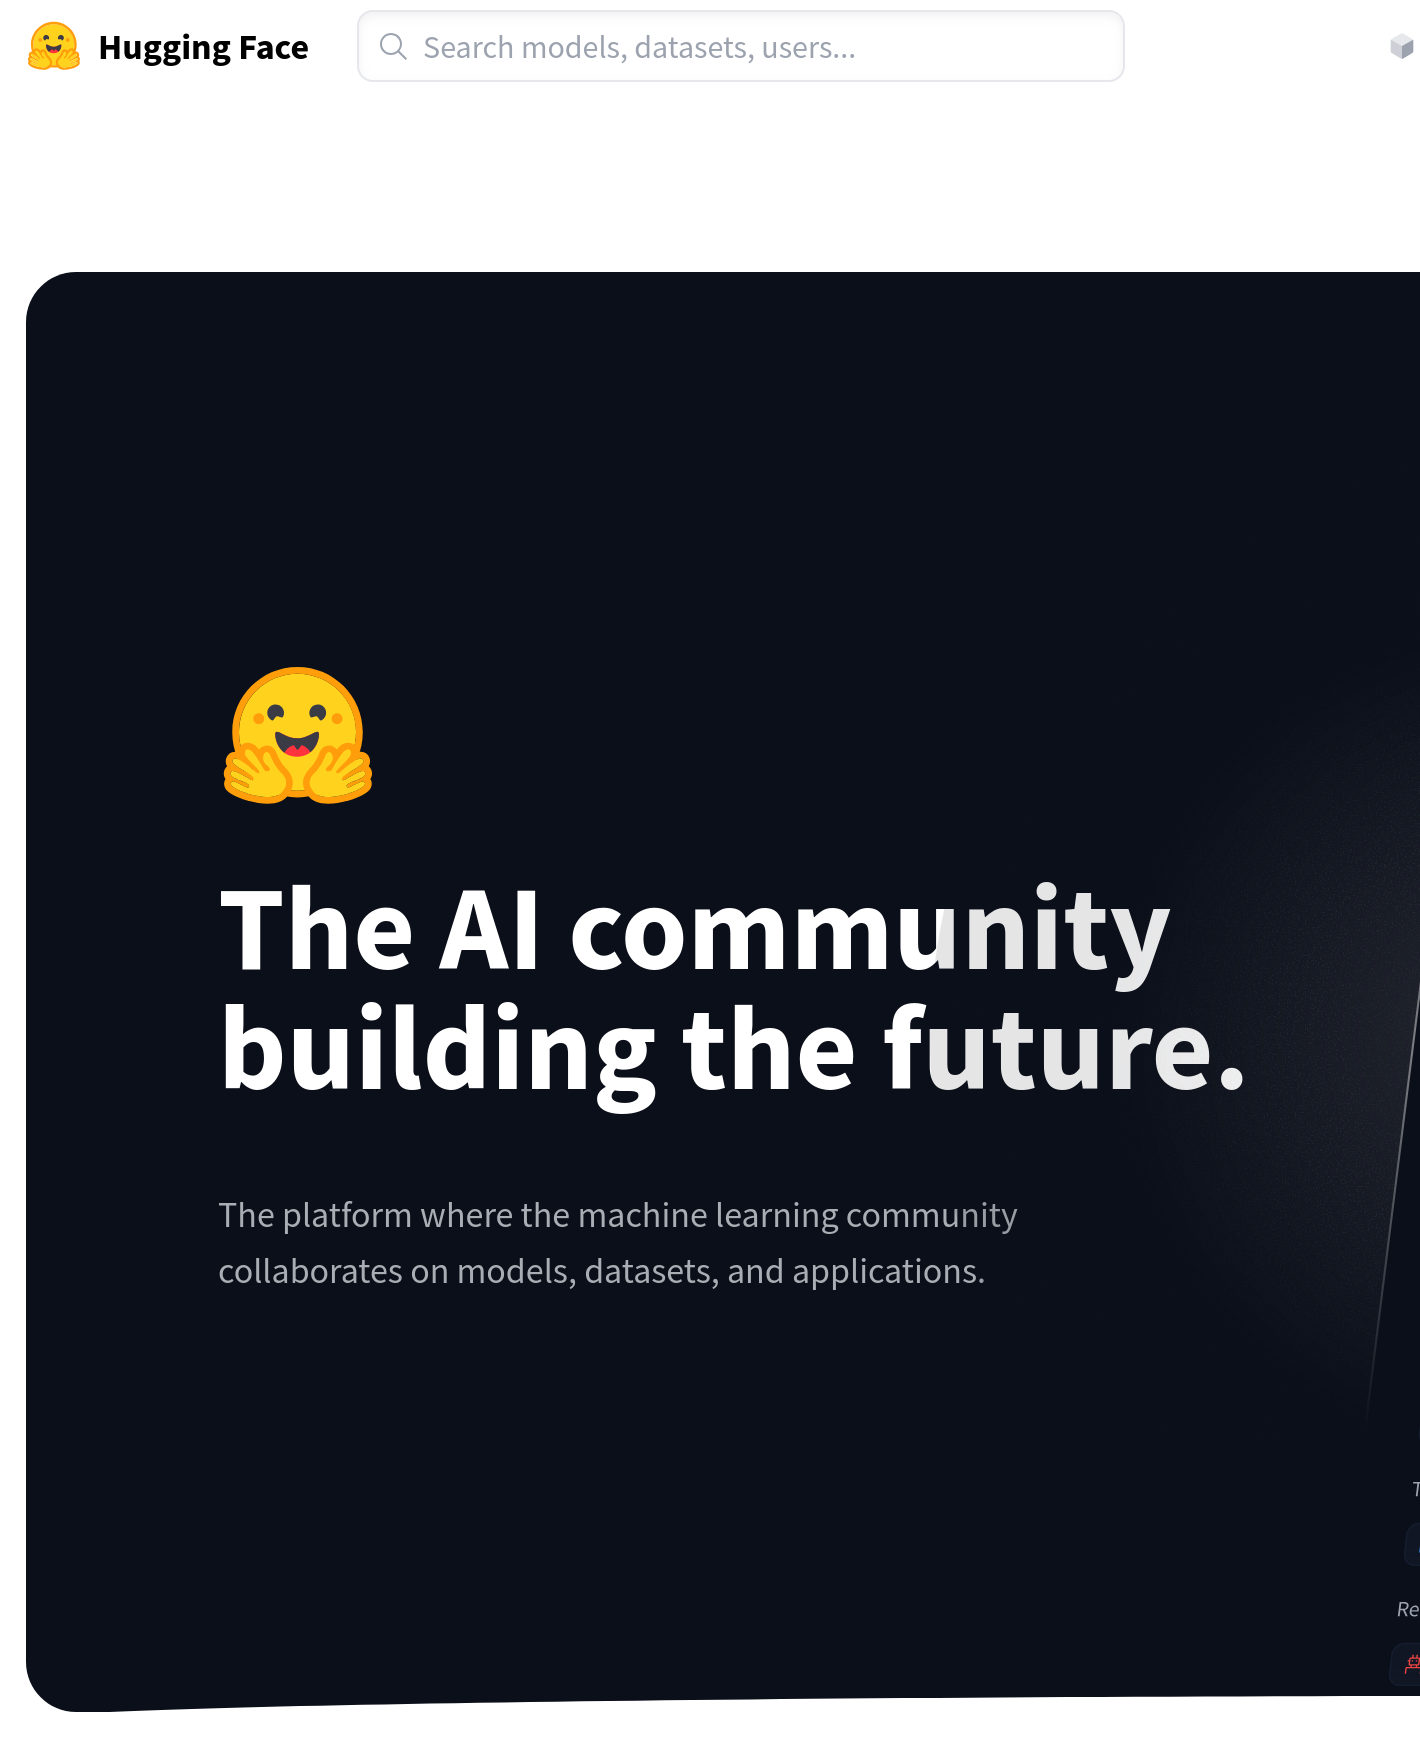 Hugging Face
Search models, datasets, users...
The AI community
building the future.
The platform where the machine learning community
collaborates on models, datasets, and applications.